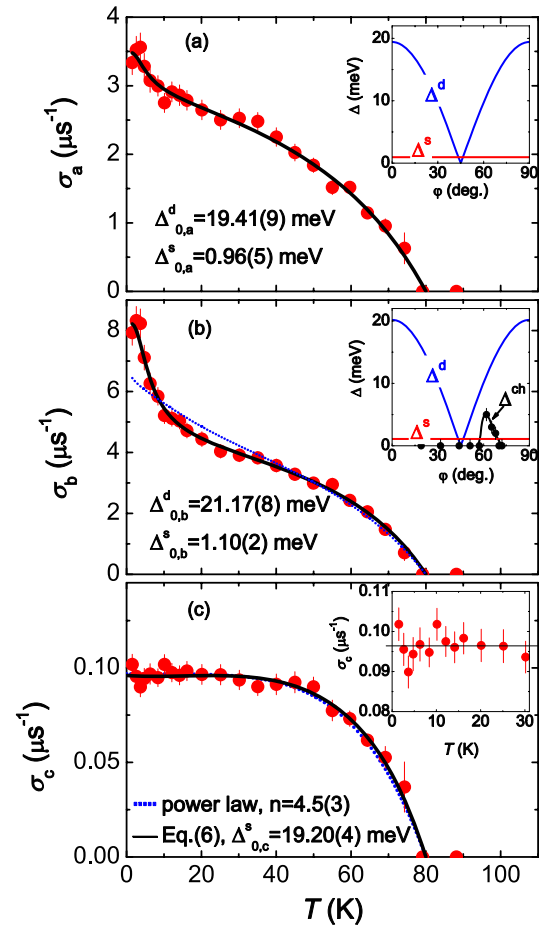 (a)
σa (μs-1)
4
3
2
1
0
Δd0,a=19.41(9) meV
Δs0,a=0.96(5) meV
Δ (meV)
20
10
0
Δd
Δs
0 30 60 90
φ (deg.)
(b)
σb (μs-1)
8
6
4
2
0
Δd0,b=21.17(8) meV
Δs0,b=1.10(2) meV
Δ (meV)
20
10
0
Δd
Δch
Δs
0 30 60 90
φ (deg.)
(c)
σc (μs-1)
0.10
0.05
0.00
σc (μs-1)
0.11
0.10
0.09
0.08
0 10 20 30
T (K)
power law, n=4.5(3)
Eq.(6), Δs0,c=19.20(4) meV
0 20 40 60 80 100
T (K)